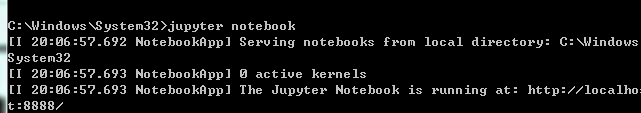 C:\Windows\System32>jupyter notebook
[I 20:06:57.692 NotebookApp] Serving notebooks from local directory: C:\Windows
System32
[I 20:06:57.693 NotebookApp] 0 active kernels
[I 20:06:57.693 NotebookApp] The Jupyter Notebook is running at: http://localho
t:8888/